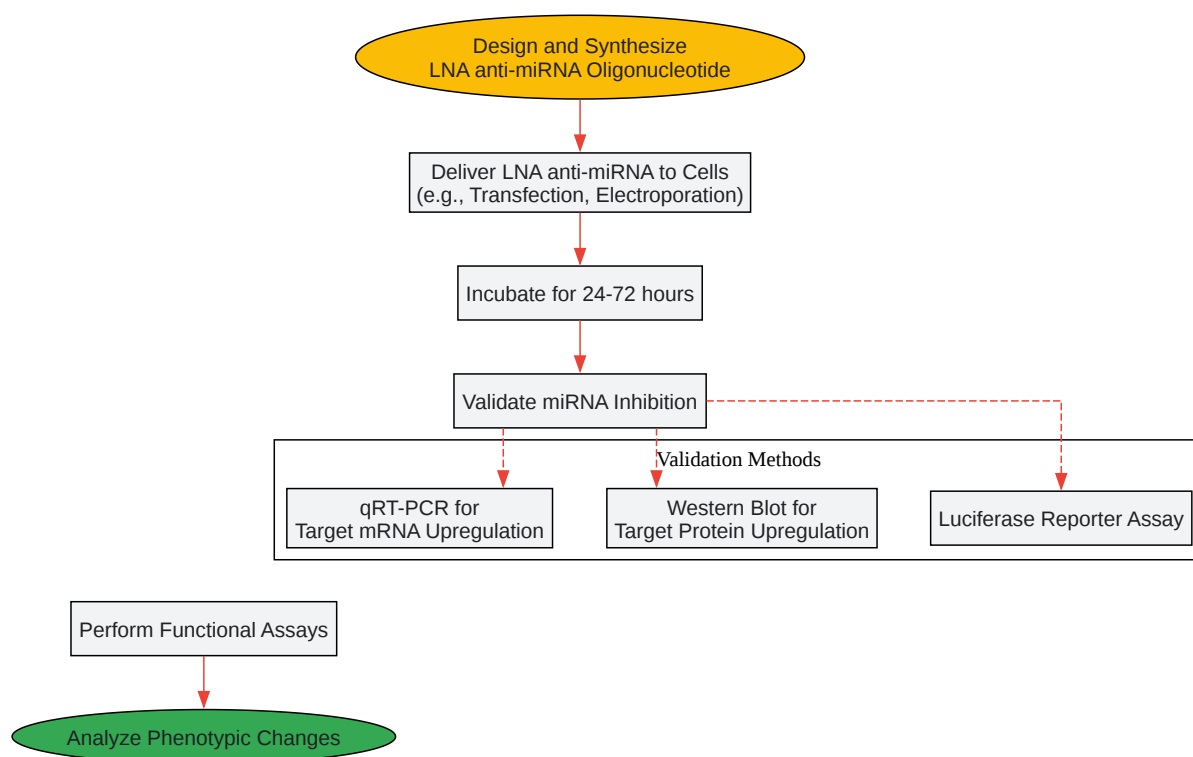 Design and Synthesize
LNA anti-miRNA Oligonucleotide
Deliver LNA anti-miRNA to Cells
(e.g., Transfection, Electroporation)
Incubate for 24-72 hours
Validate miRNA Inhibition
Validation Methods
qRT-PCR for
Target mRNA Upregulation
Western Blot for
Target Protein Upregulation
Luciferase Reporter Assay
Perform Functional Assays
Analyze Phenotypic Changes